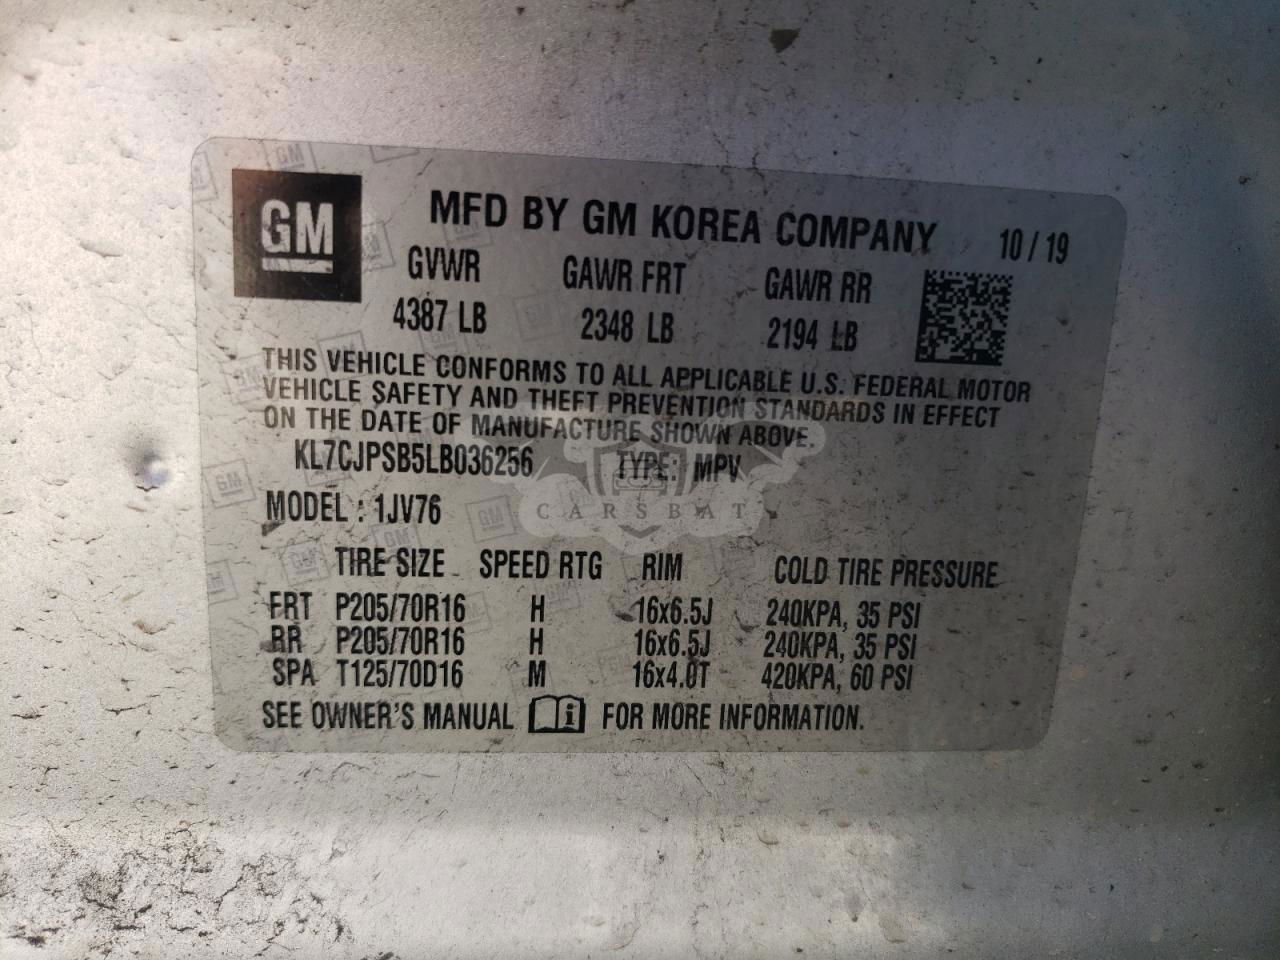 GM
MFD BY GM KOREA COMPANY 10/19
GVWR GAWR FRT GAWR RR
4387 LB 2348 LB 2194 LB
THIS VEHICLE CONFORMS TO ALL APPLICABLE U.S. FEDERAL MOTOR
VEHICLE SAFETY AND THEFT PREVENTION STANDARDS IN EFFECT
ON THE DATE OF MANUFACTURE SHOWN ABOVE.
KL7CJPSB5LB036256 TYPE: MPV
CARSBAT
MODEL : 1JV76
TIRE SIZE SPEED RTG RIM COLD TIRE PRESSURE
FRT P205/70R16 H 16x6.5J 240KPA, 35 PSI
RR P205/70R16 H 16x6.5J 240KPA, 35 PSI
SPA T125/70D16 M 16x4.0T 420KPA, 60 PSI
SEE OWNER'S MANUAL i FOR MORE INFORMATION.